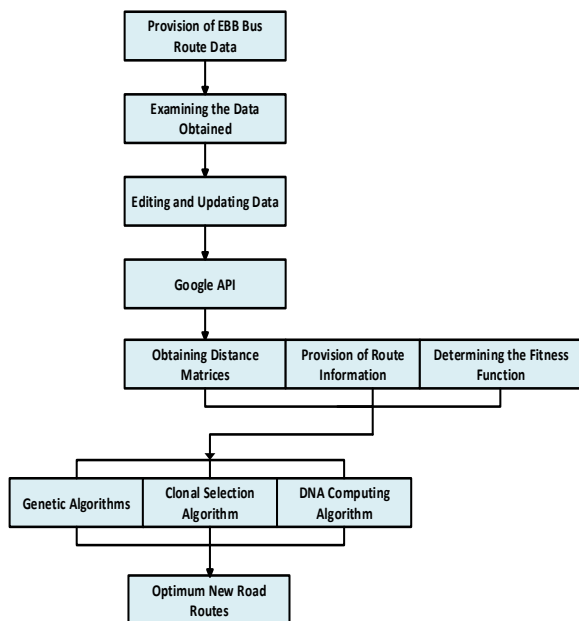 Provision of EBB Bus
Route Data
Examining the Data
Obtained
Editing and Updating Data
Google API
Obtaining Distance
Matrices
Provision of Route
Information
Determining the Fitness
Function
Genetic Algorithms
Clonal Selection
Algorithm
DNA Computing
Algorithm
Optimum New Road
Routes